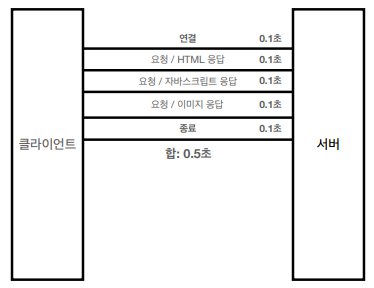 연결 0.1초
요청 / HTML 응답 0.1초
요청 / 자바스크립트 응답 0.1초
요청 / 이미지 응답 0.1초
종료 0.1초
클라이언트
서버
합: 0.5초